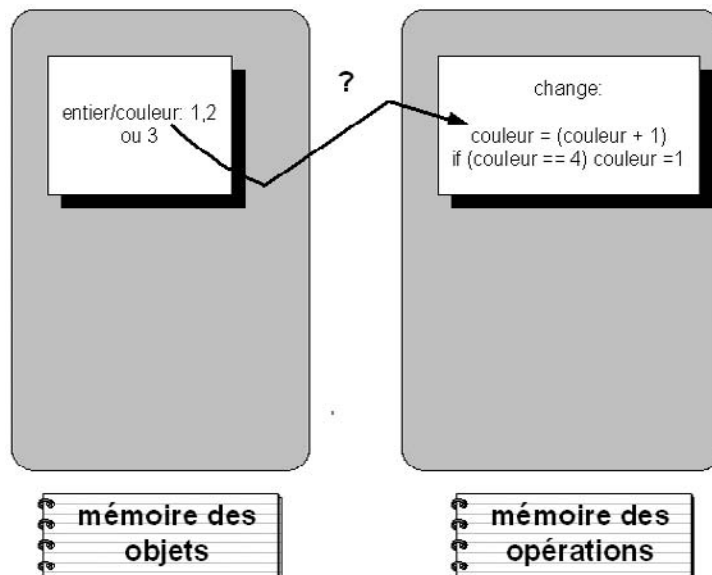 entier/couleur: 1,2
ou 3
?
change:
couleur = (couleur + 1)
if (couleur == 4) couleur =1
mémoire des
objets
mémoire des
opérations